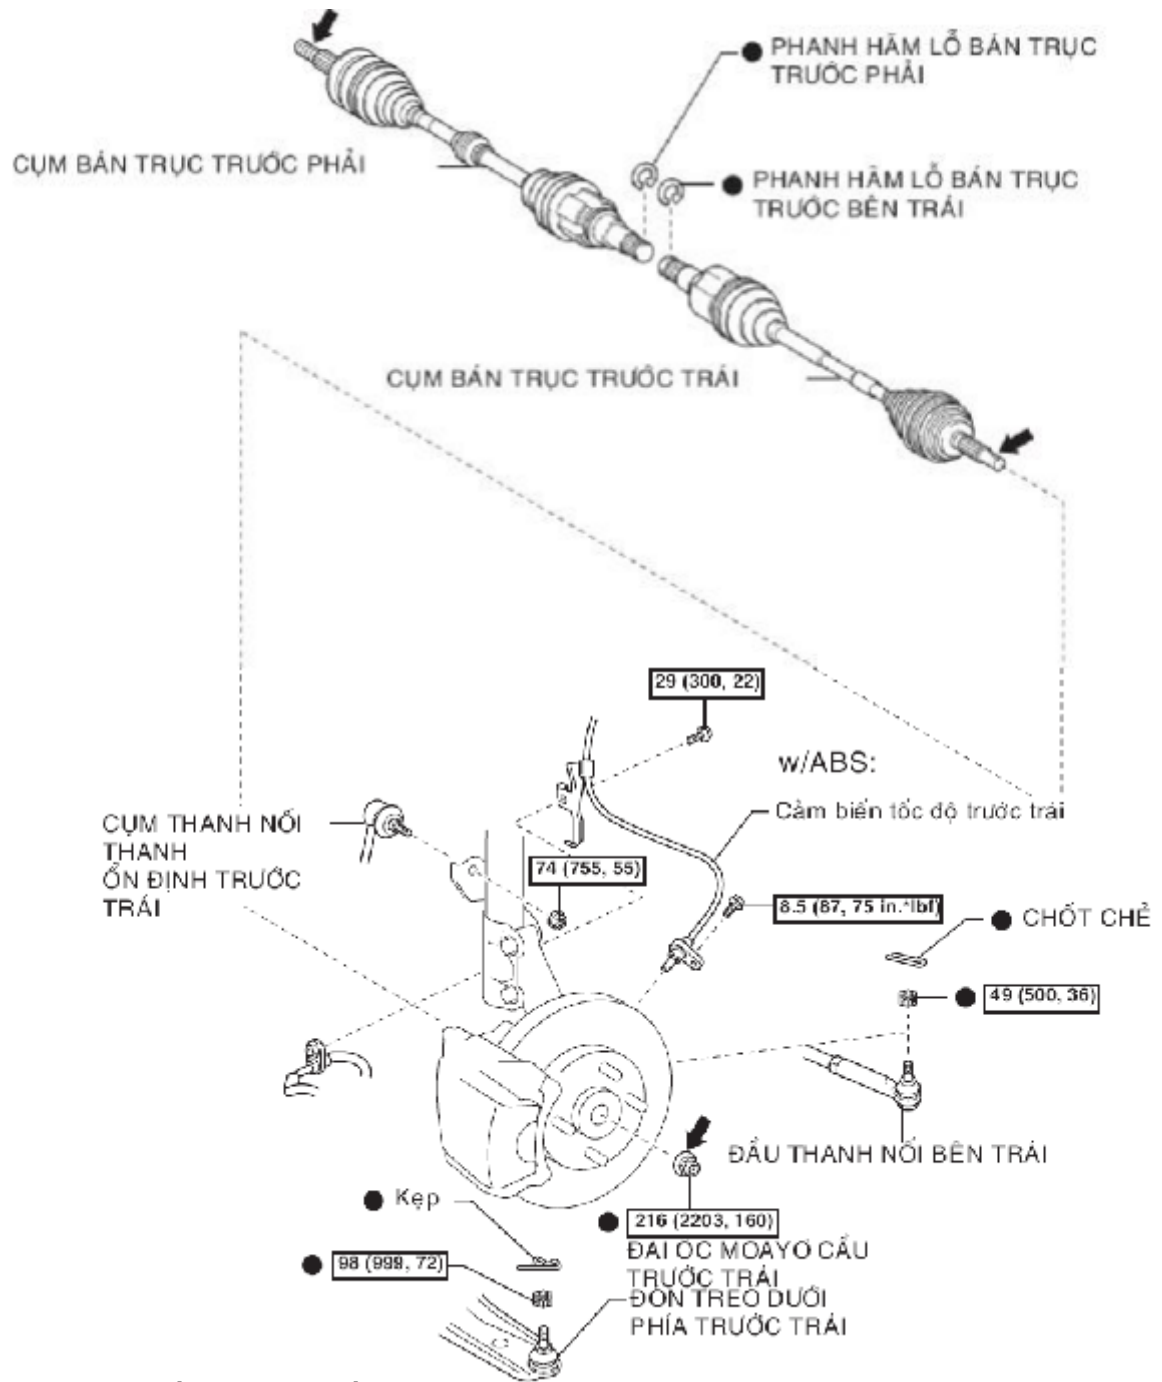 ● PHANH HÃM LỖ BÁN TRỤC
TRƯỚC PHẢI
CỤM BÁN TRỤC TRƯỚC PHẢI
● PHANH HÃM LỖ BÁN TRỤC
TRƯỚC BÊN TRÁI
CỤM BÁN TRỤC TRƯỚC TRÁI
29 (300, 22)
w/ABS:
Cảm biến tốc độ trước trái
CỤM THANH NỐI
THANH
ỔN ĐỊNH TRƯỚC
TRÁI
74 (755, 55)
8.5 (87, 75 in.*lbf)
● CHỐT CHẺ
● 49 (500, 36)
ĐẦU THANH NỐI BÊN TRÁI
● Kẹp
● 216 (2203, 160)
ĐAI ỐC MOAYƠ CẦU
TRƯỚC TRÁI
● 98 (999, 72)
ĐÒN TREO DƯỚI
PHÍA TRƯỚC TRÁI